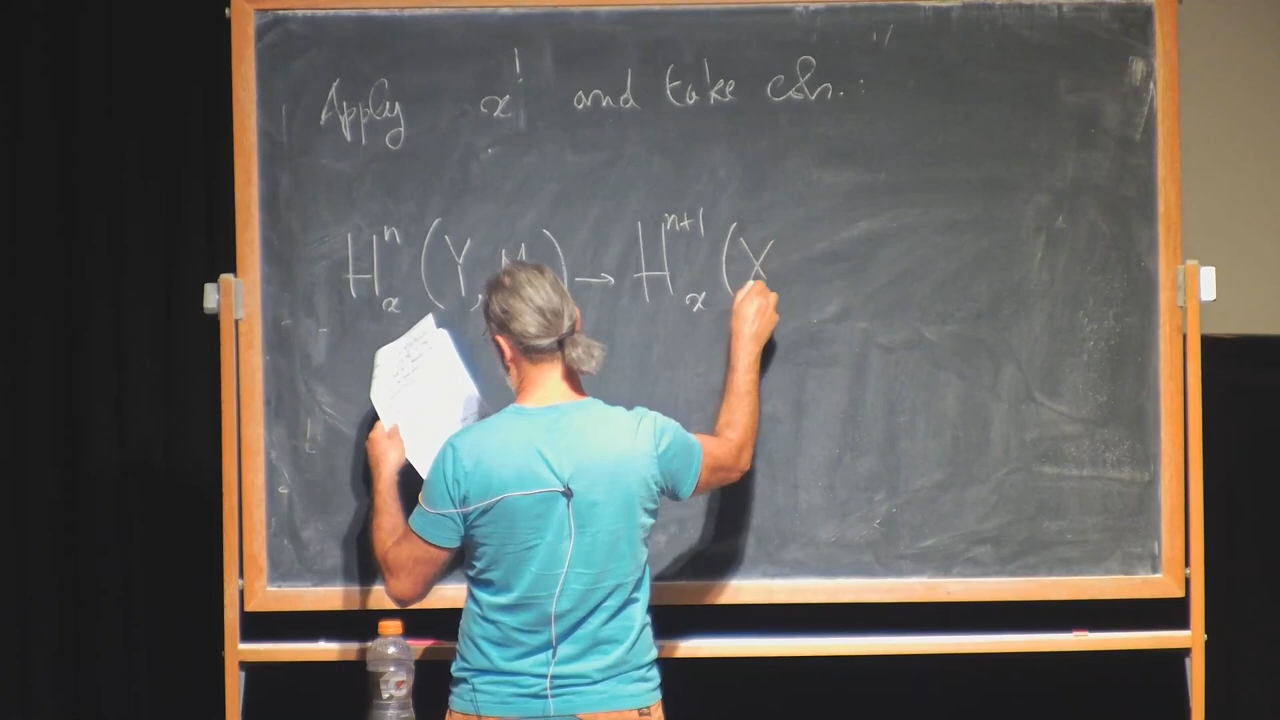 Apply x! and take coh.:
H^n_x (Y, M ) → H^{n+1}_x (X